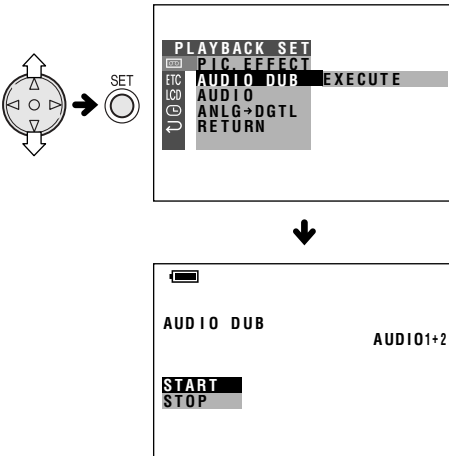 SET
PLAYBACK SET
PIC. EFFECT
ETC AUDIO DUB EXECUTE
LCD AUDIO
ANLG→DGTL
RETURN
AUDIO DUB
AUDIO1+2
START
STOP